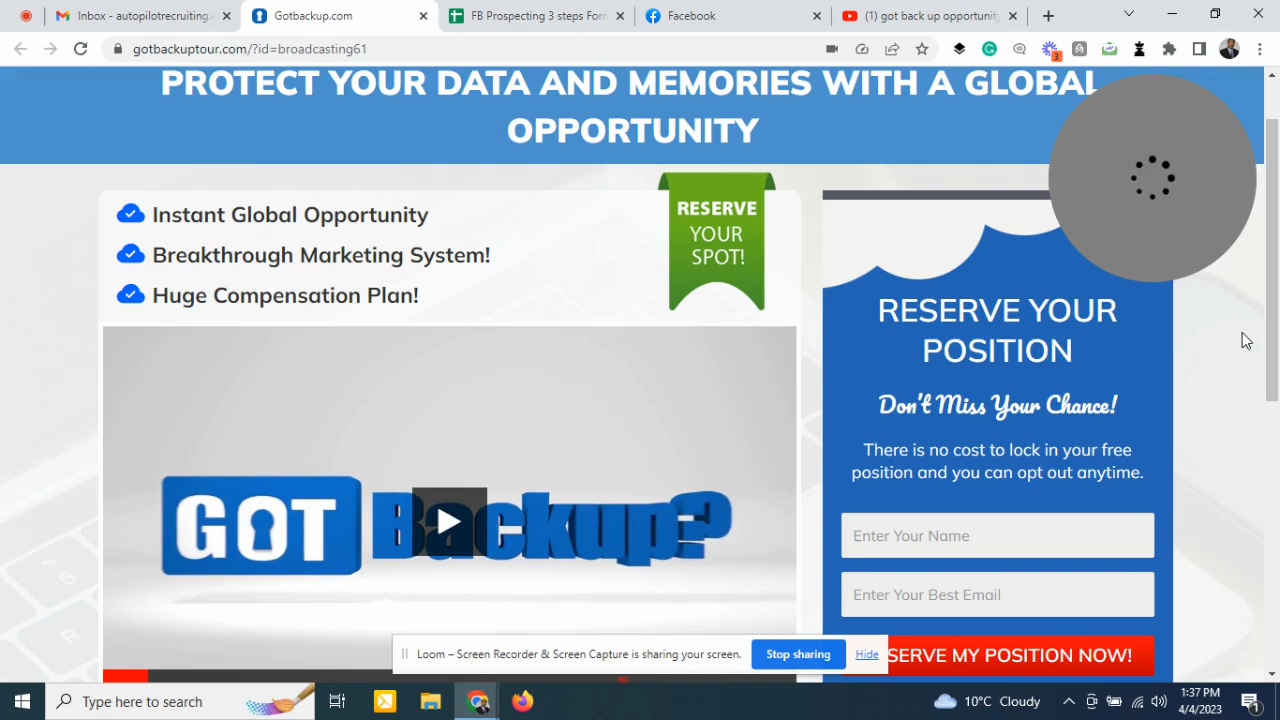 Inbox - autopilotrecruiting.
Gotbackup.com
FB Prospecting 3 steps For
Facebook
(1) got back up opportunity
gotbackuptour.com/?id=broadcasting61
3
PROTECT YOUR DATA AND MEMORIES WITH A GLOBAL
OPPORTUNITY
Instant Global Opportunity
Breakthrough Marketing System!
Huge Compensation Plan!
RESERVE
YOUR
SPOT!
GOT Backup?
RESERVE YOUR
POSITION
Don't Miss Your Chance!
There is no cost to lock in your free
position and you can opt out anytime.
Enter Your Name
Enter Your Best Email
SERVE MY POSITION NOW!
Loom – Screen Recorder & Screen Capture is sharing your screen.
Stop sharing
Hide
Type here to search
10°C Cloudy
1:37 PM
4/4/2023
1